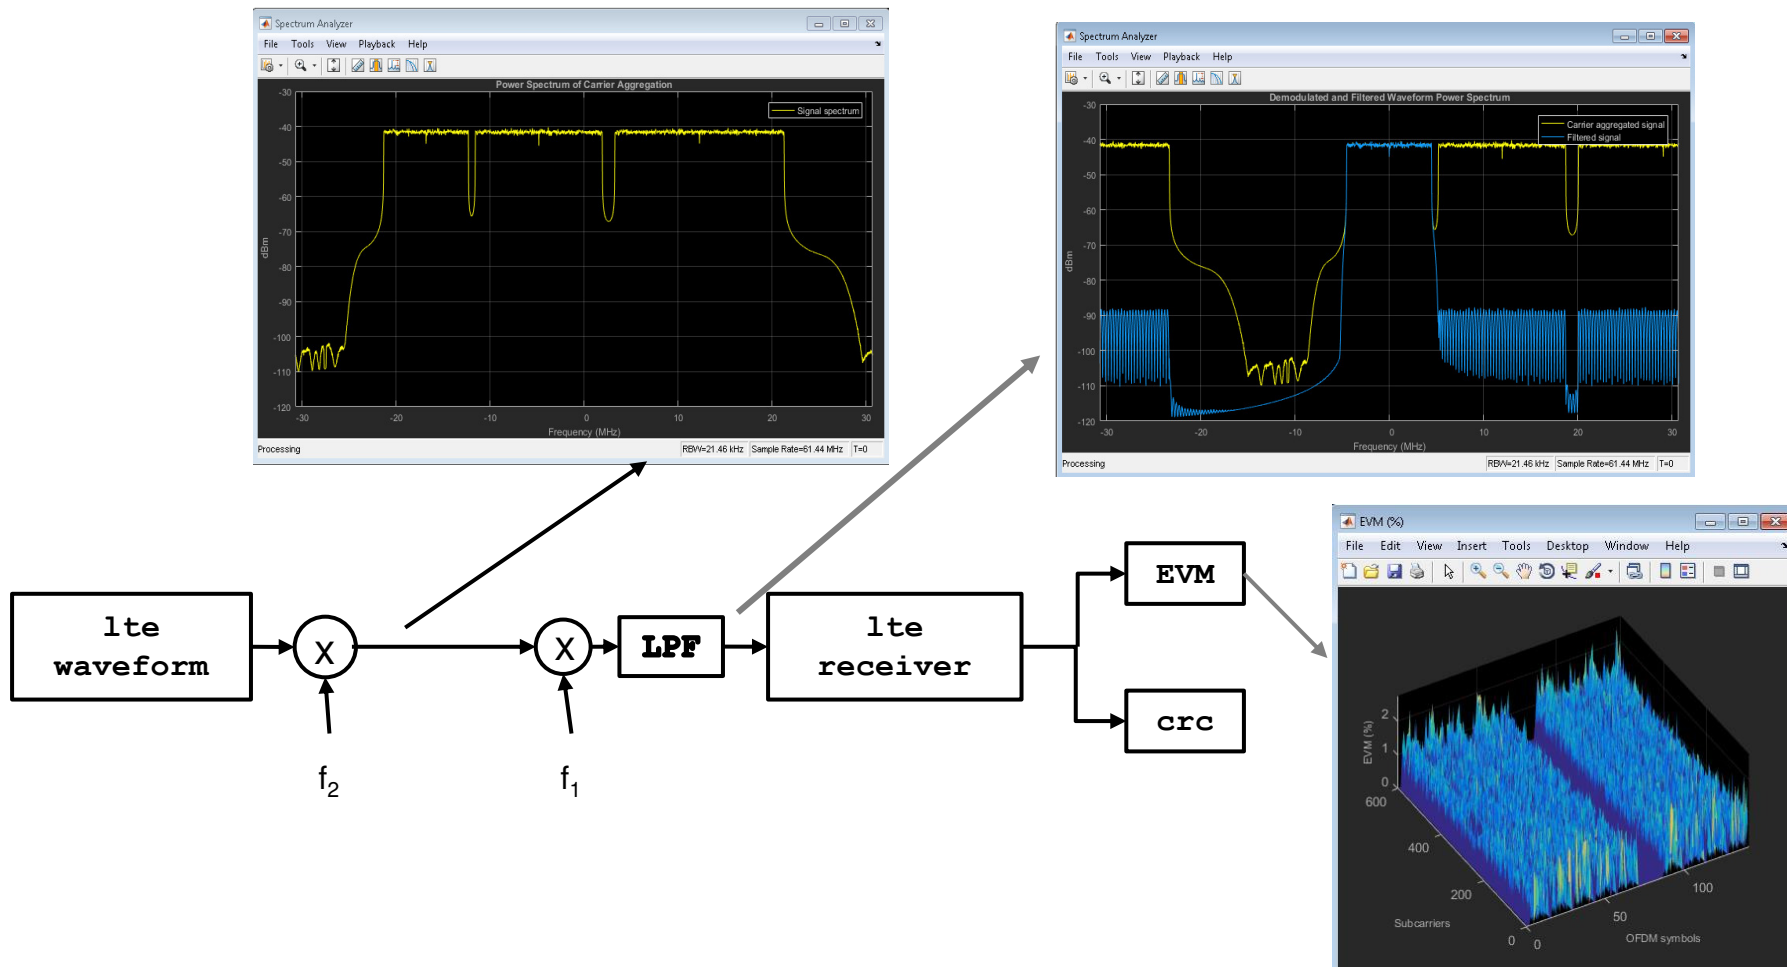 Spectrum Analyzer
File Tools View Playback Help
Power Spectrum of Carrier Aggregation
Signal spectrum
-30
-40
-50
-60
-70
-80
-90
-100
-110
-120
dBm
-30 -20 -10 0 10 20 30
Frequency (MHz)
Processing RBW=21.46 kHz Sample Rate=61.44 MHz T=0
Spectrum Analyzer
File Tools View Playback Help
Demodulated and Filtered Waveform Power Spectrum
Carrier aggregated signal
Filtered signal
-30
-40
-50
-60
-70
-80
-90
-100
-110
-120
dBm
-30 -20 -10 0 10 20 30
Frequency (MHz)
Processing RBW=21.46 kHz Sample Rate=61.44 MHz T=0
lte
waveform
X
f2
X
f1
LPF
lte
receiver
EVM
crc
EVM (%)
File Edit View Insert Tools Desktop Window Help
EVM (%)
2
1
0
600
400
200
0
Subcarriers
0
50
100
OFDM symbols